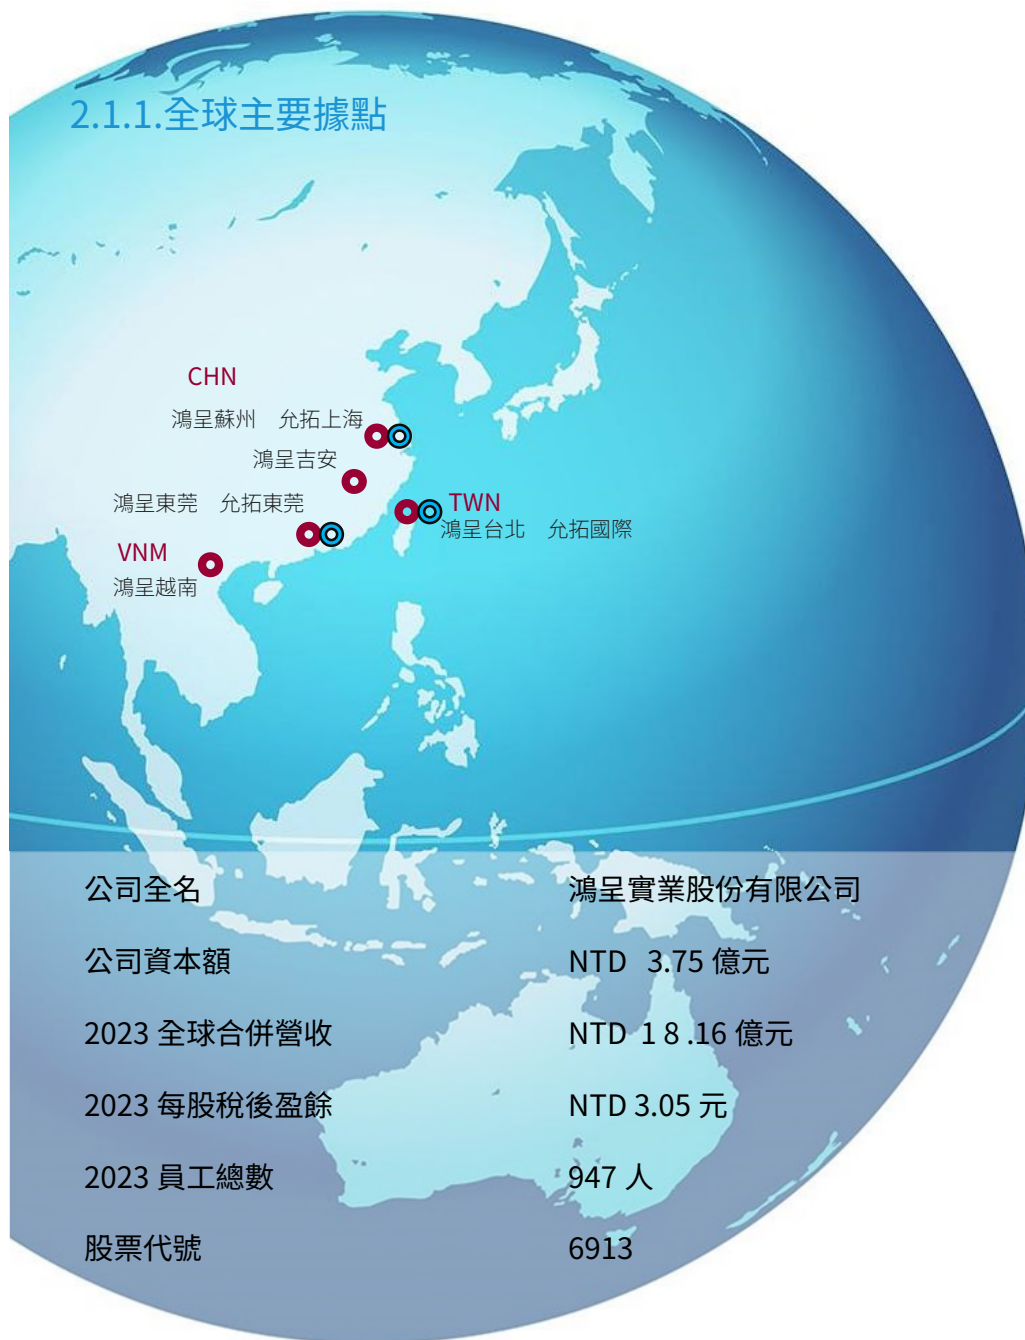 2.1.1.全球主要據點
CHN
鴻呈蘇州 允拓上海
鴻呈吉安
鴻呈東莞 允拓東莞
TWN
鴻呈台北 允拓國際
VNM
鴻呈越南
公司全名 鴻呈實業股份有限公司
公司資本額 NTD 3.75 億元
2023 全球合併營收 NTD 1 8 .16 億元
2023 每股稅後盈餘 NTD 3.05 元
2023 員工總數 947 人
股票代號 6913